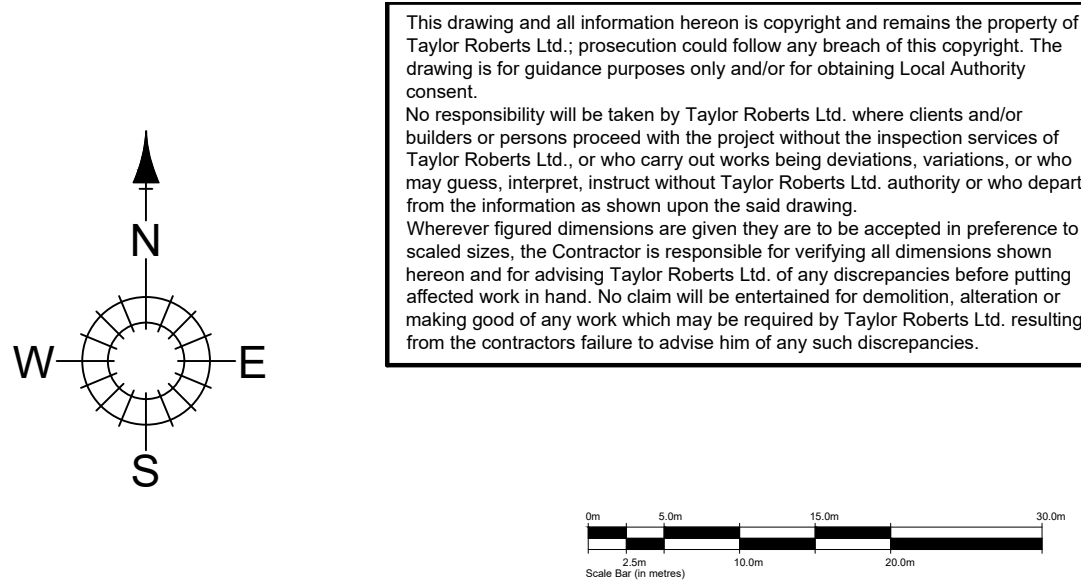 This drawing and all information hereon is copyright and remains the property of
Taylor Roberts Ltd.; prosecution could follow any breach of this copyright. The
drawing is for guidance purposes only and/or for obtaining Local Authority
consent.
No responsibility will be taken by Taylor Roberts Ltd. where clients and/or
builders or persons proceed with the project without the inspection services of
Taylor Roberts Ltd., or who carry out works being deviations, variations, or who
may guess, interpret, instruct without Taylor Roberts Ltd. authority or who depart
from the information as shown upon the said drawing.
Wherever figured dimensions are given they are to be accepted in preference to
scaled sizes, the Contractor is responsible for verifying all dimensions shown
hereon and for advising Taylor Roberts Ltd. of any discrepancies before putting
affected work in hand. No claim will be entertained for demolition, alteration or
making good of any work which may be required by Taylor Roberts Ltd. resulting
from the contractors failure to advise him of any such discrepancies.
N
W E
S
0m 5.0m 15.0m 30.0m
2.5m 10.0m 20.0m
Scale Bar (in metres)